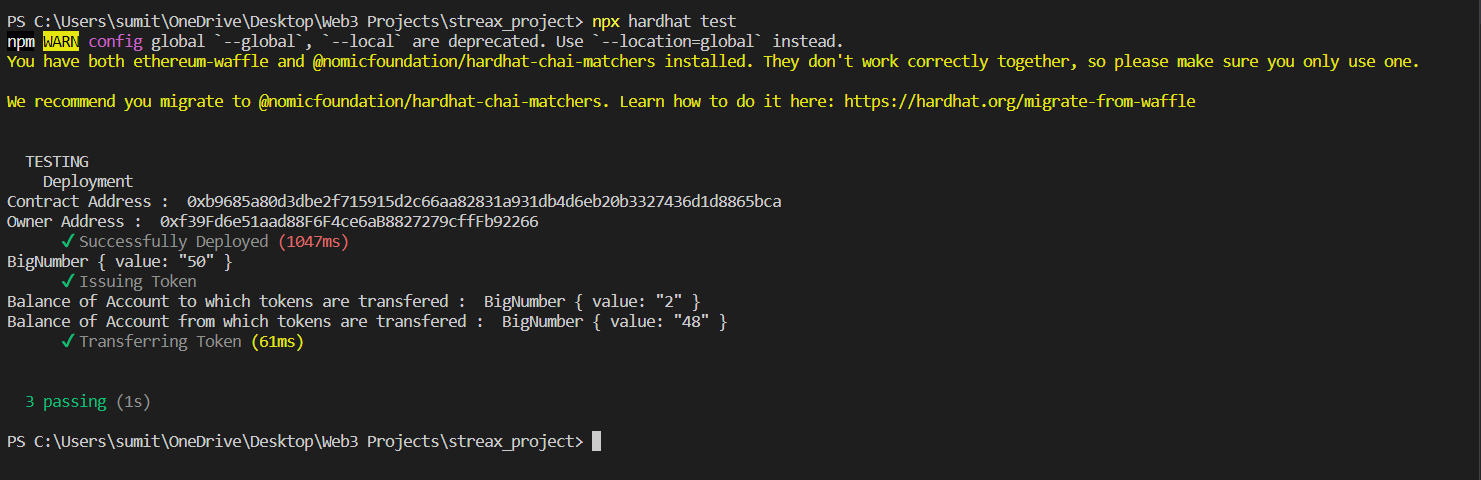 PS C:\Users\sumit\OneDrive\Desktop\Web3 Projects\streax_project> npx hardhat test
npm WARN config global `--global`, `--local` are deprecated. Use `--location=global` instead.
You have both ethereum-waffle and @nomicfoundation/hardhat-chai-matchers installed. They don't work correctly together, so please make sure you only use one.
We recommend you migrate to @nomicfoundation/hardhat-chai-matchers. Learn how to do it here: https://hardhat.org/migrate-from-waffle
TESTING
Deployment
Contract Address :  0xb9685a80d3dbe2f715915d2c66aa82831a931db4d6eb20b3327436d1d8865bca
Owner Address :  0xf39Fd6e51aad88F6F4ce6aB8827279cffFb92266
✔ Successfully Deployed (1047ms)
BigNumber { value: "50" }
✔ Issuing Token
Balance of Account to which tokens are transfered :  BigNumber { value: "2" }
Balance of Account from which tokens are transfered :  BigNumber { value: "48" }
✔ Transferring Token (61ms)
3 passing (1s)
PS C:\Users\sumit\OneDrive\Desktop\Web3 Projects\streax_project>